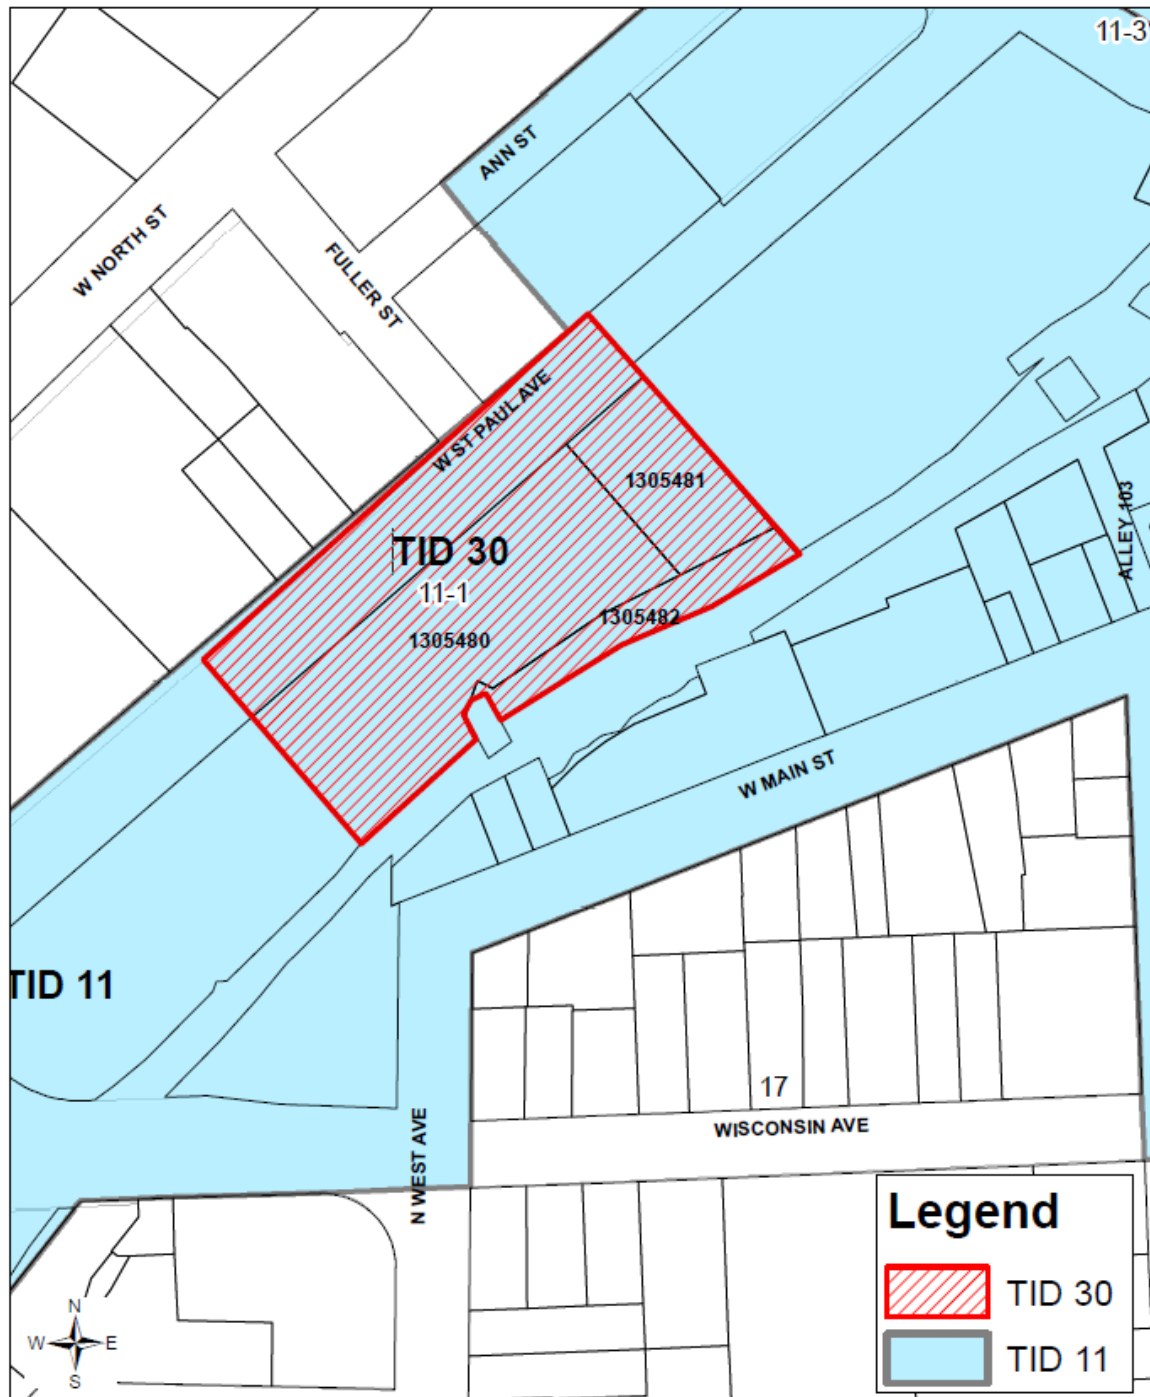 11-3
ANN ST
W NORTH ST
FULLER ST
W ST PAUL AVE
1305481
ALLEY 103
TID 30
11-1
1305482
1305480
W MAIN ST
TID 11
17
WISCONSIN AVE
N WEST AVE
Legend
TID 30
TID 11
N
W E
S